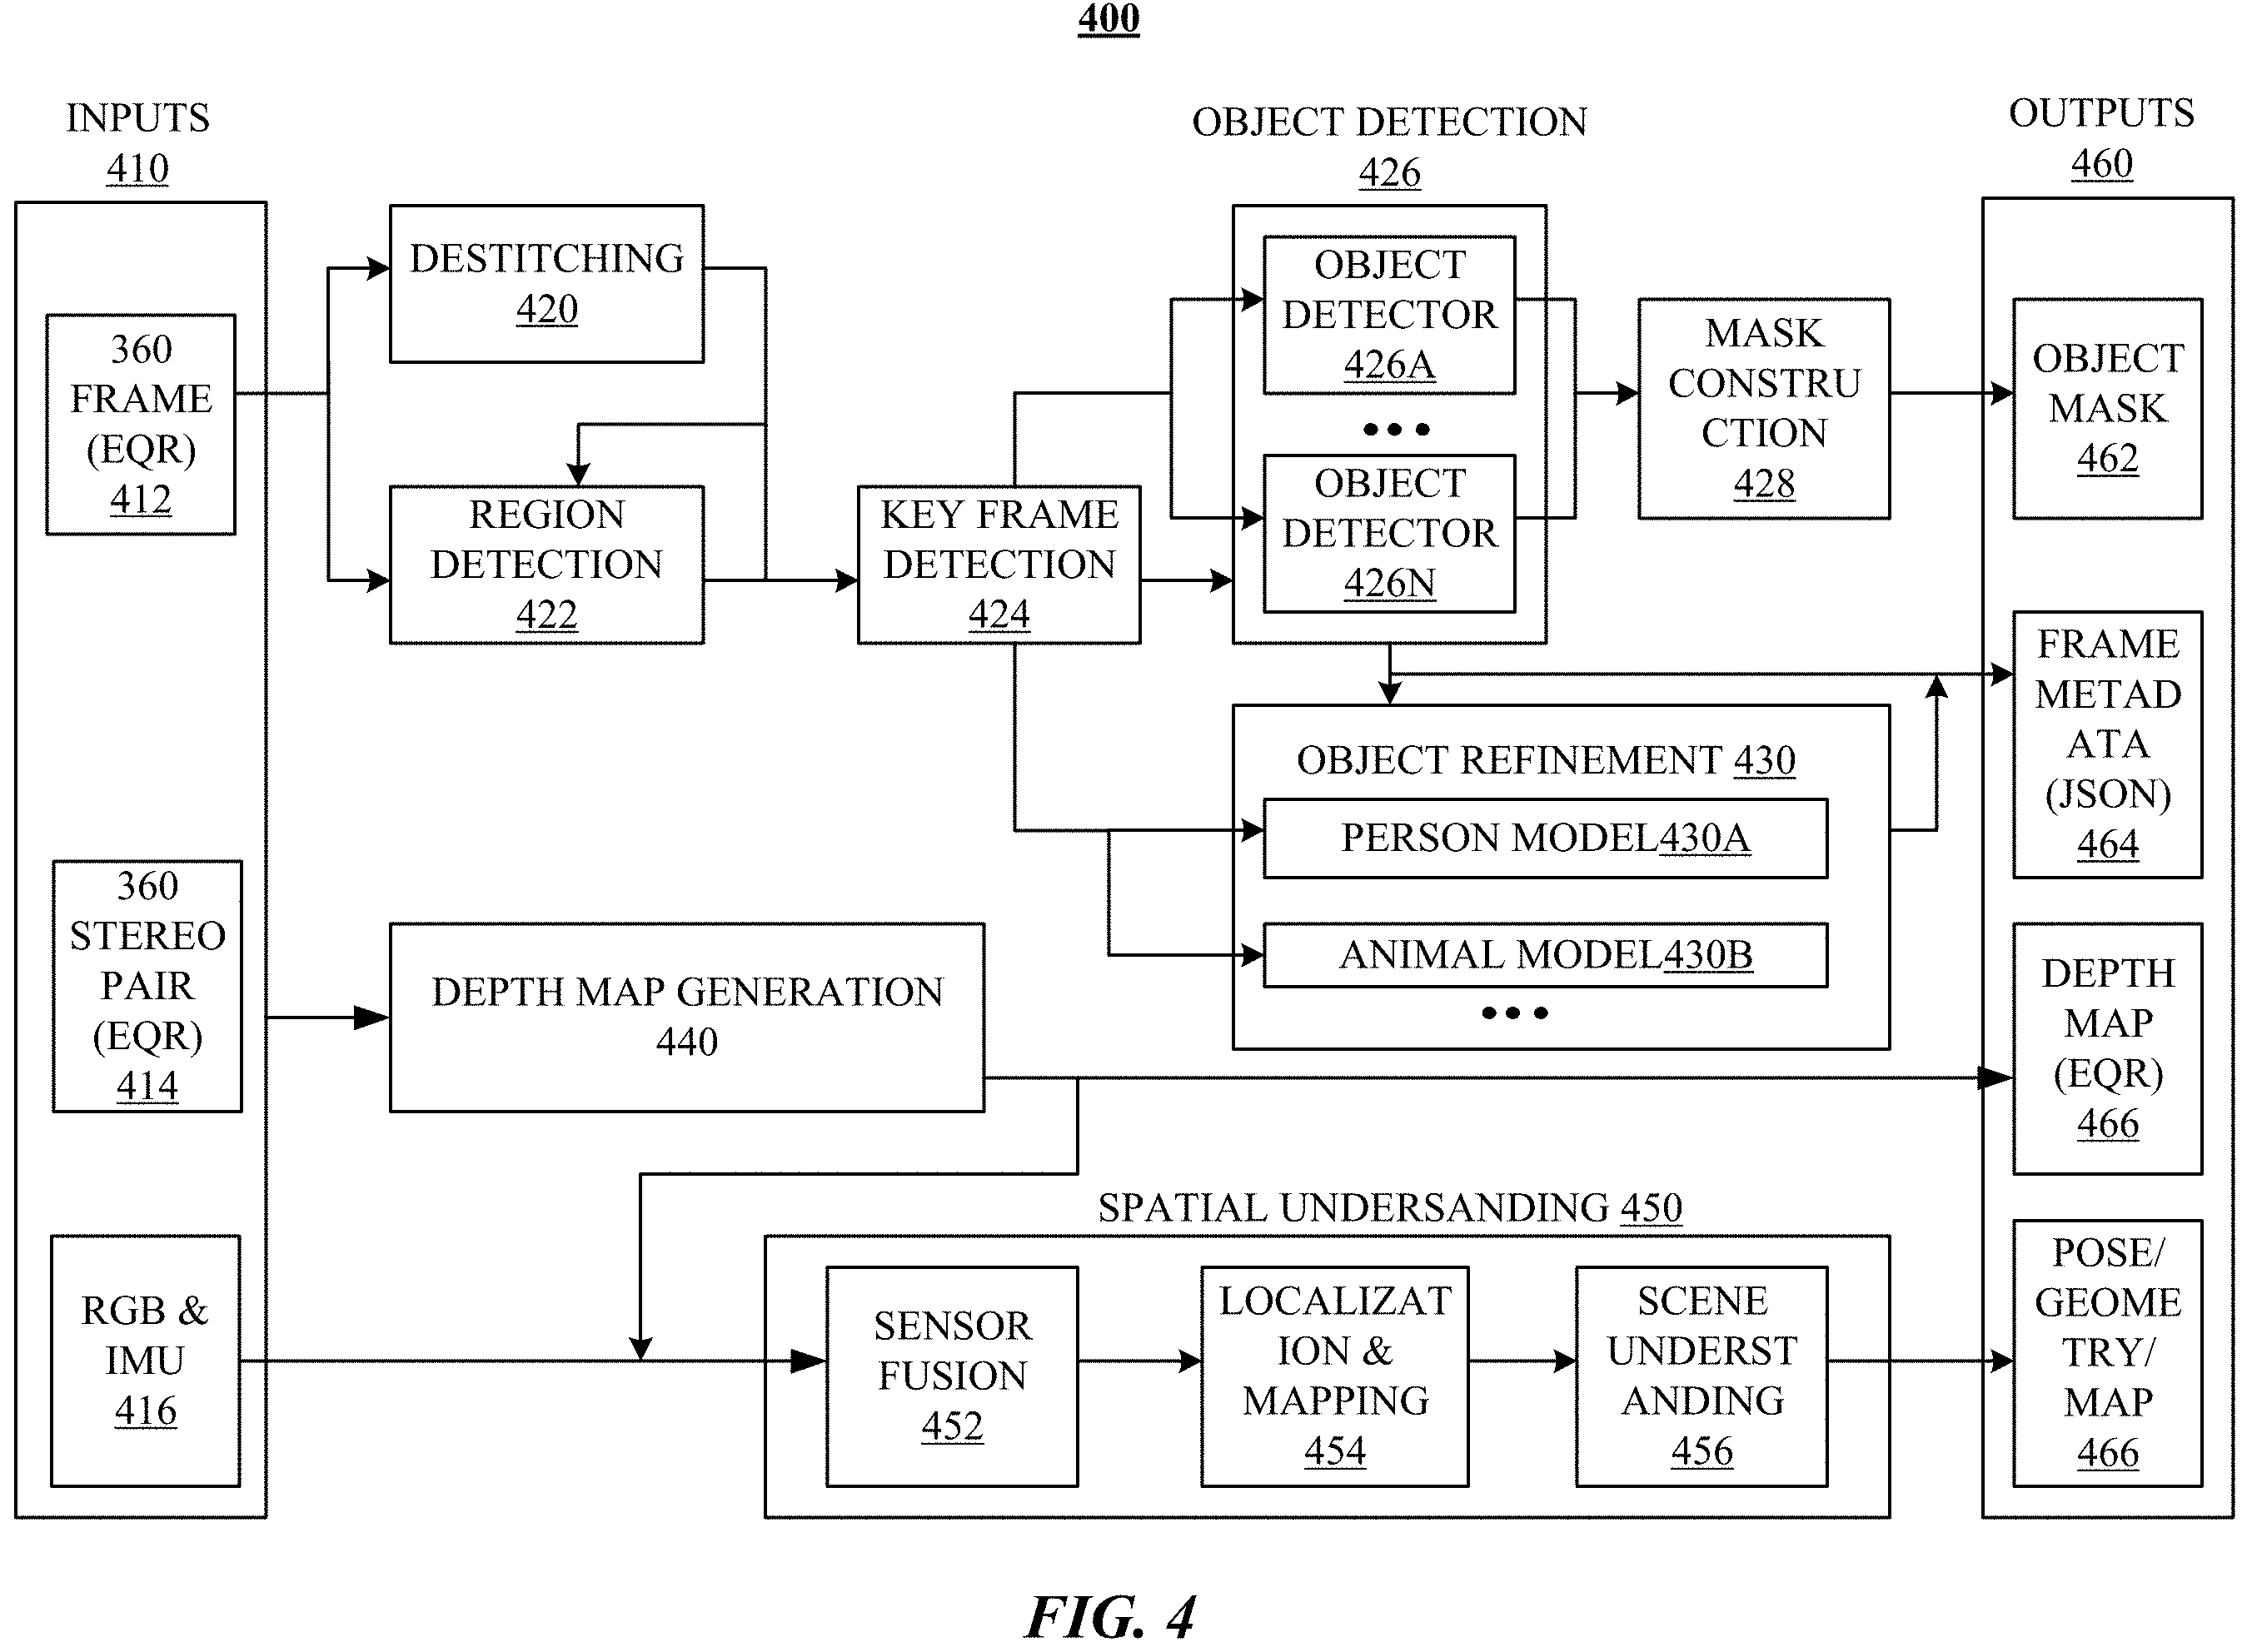 400
INPUTS
410
360
FRAME
(EQR)
412
360
STEREO
PAIR
(EQR)
414
RGB &
IMU
416
DESTITCHING
420
REGION
DETECTION
422
KEY FRAME
DETECTION
424
OBJECT DETECTION
426
OBJECT
DETECTOR
426A
OBJECT
DETECTOR
426N
MASK
CONSTRU
CTION
428
OBJECT REFINEMENT 430
PERSON MODEL430A
ANIMAL MODEL430B
DEPTH MAP GENERATION
440
SPATIAL UNDERSANDING 450
SENSOR
FUSION
452
LOCALIZAT
ION &
MAPPING
454
SCENE
UNDERST
ANDING
456
OUTPUTS
460
OBJECT
MASK
462
FRAME
METAD
ATA
(JSON)
464
DEPTH
MAP
(EQR)
466
POSE/
GEOME
TRY/
MAP
466
FIG. 4